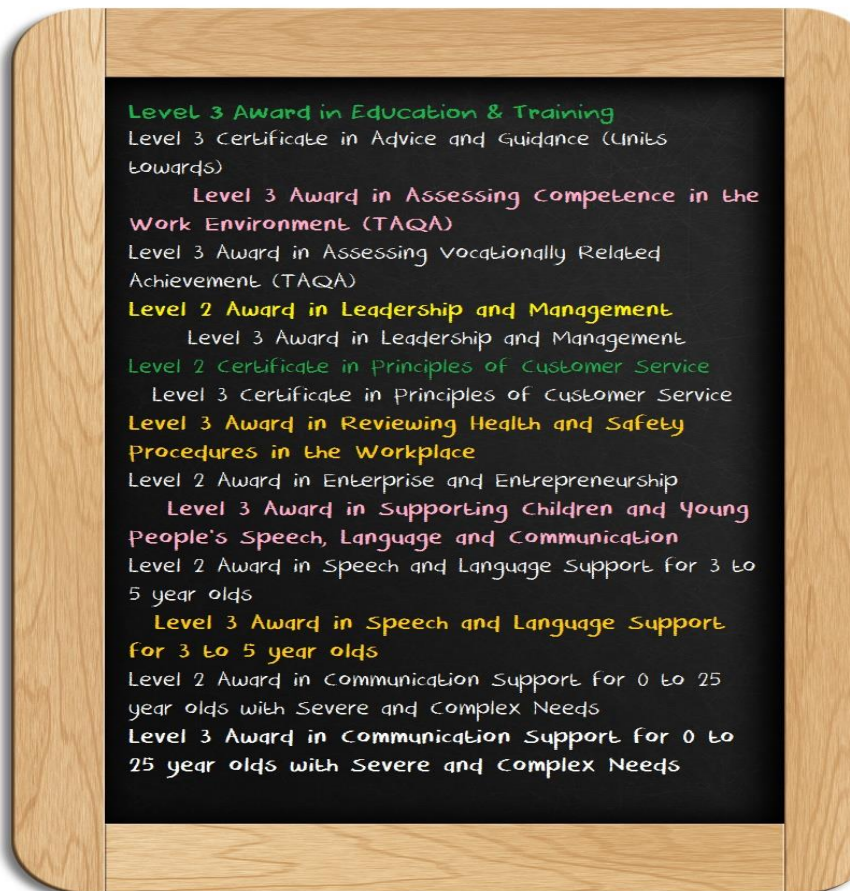 Level 3 Award in Education & Training
Level 3 Certificate in Advice and Guidance (Units
towards)
Level 3 Award in Assessing Competence in the
Work Environment (TAQA)
Level 3 Award in Assessing Vocationally Related
Achievement (TAQA)
Level 2 Award in Leadership and Management
Level 3 Award in Leadership and Management
Level 2 Certificate in Principles of Customer Service
Level 3 Certificate in Principles of Customer Service
Level 3 Award in Reviewing Health and Safety
Procedures in the Workplace
Level 2 Award in Enterprise and Entrepreneurship
Level 3 Award in Supporting Children and Young
People's Speech, Language and Communication
Level 2 Award in Speech and Language Support for 3 to
5 year olds
Level 3 Award in Speech and Language Support
for 3 to 5 year olds
Level 2 Award in Communication Support for 0 to 25
year olds with Severe and Complex Needs
Level 3 Award in Communication Support for 0 to
25 year olds with Severe and Complex Needs